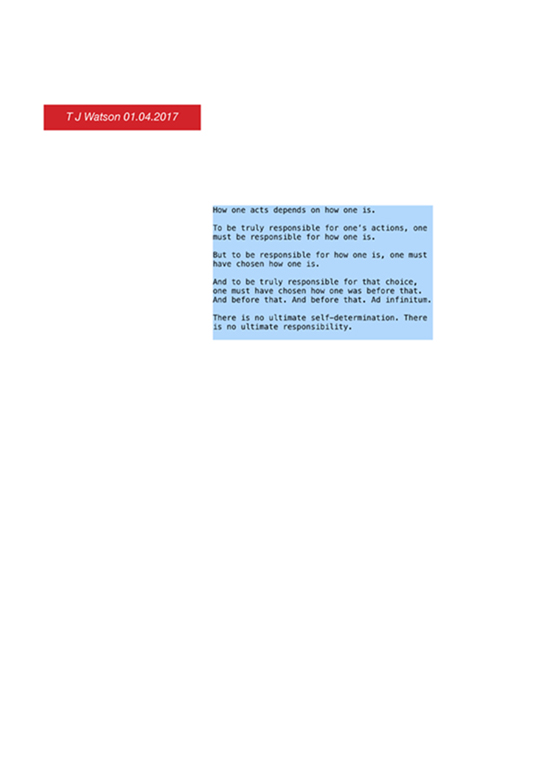 T J Watson 01.04.2017
How one acts depends on how one is.
To be truly responsible for one's actions, one
must be responsible for how one is.
But to be responsible for how one is, one must
have chosen how one is.
And to be truly responsible for that choice,
one must have chosen how one was before that.
And before that. And before that. Ad infinitum.
There is no ultimate self-determination. There
is no ultimate responsibility.